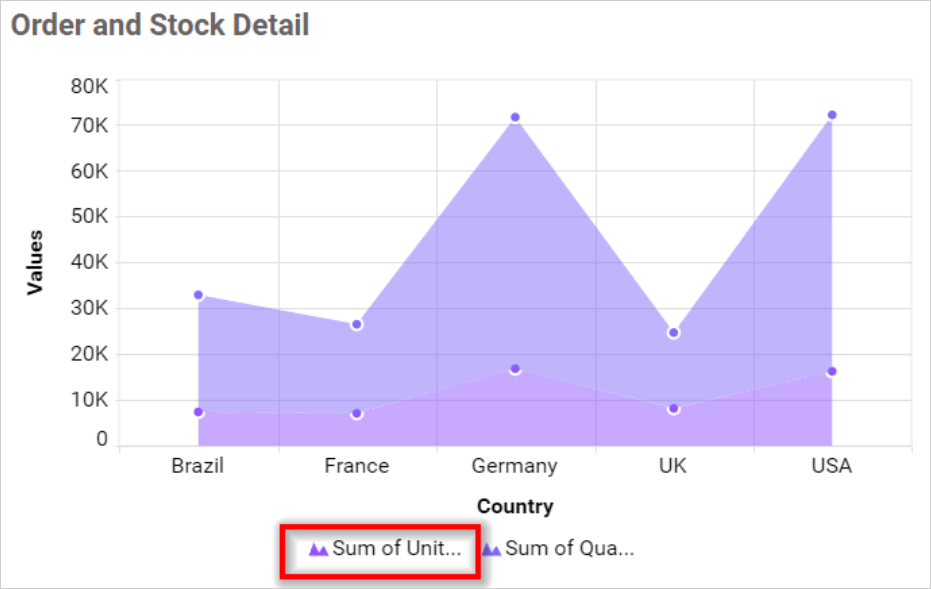 Order and Stock Detail
80K
70K
60K
50K
40K
30K
20K
10K
0
Values
Brazil France Germany UK USA
Country
Sum of Unit... Sum of Qua...